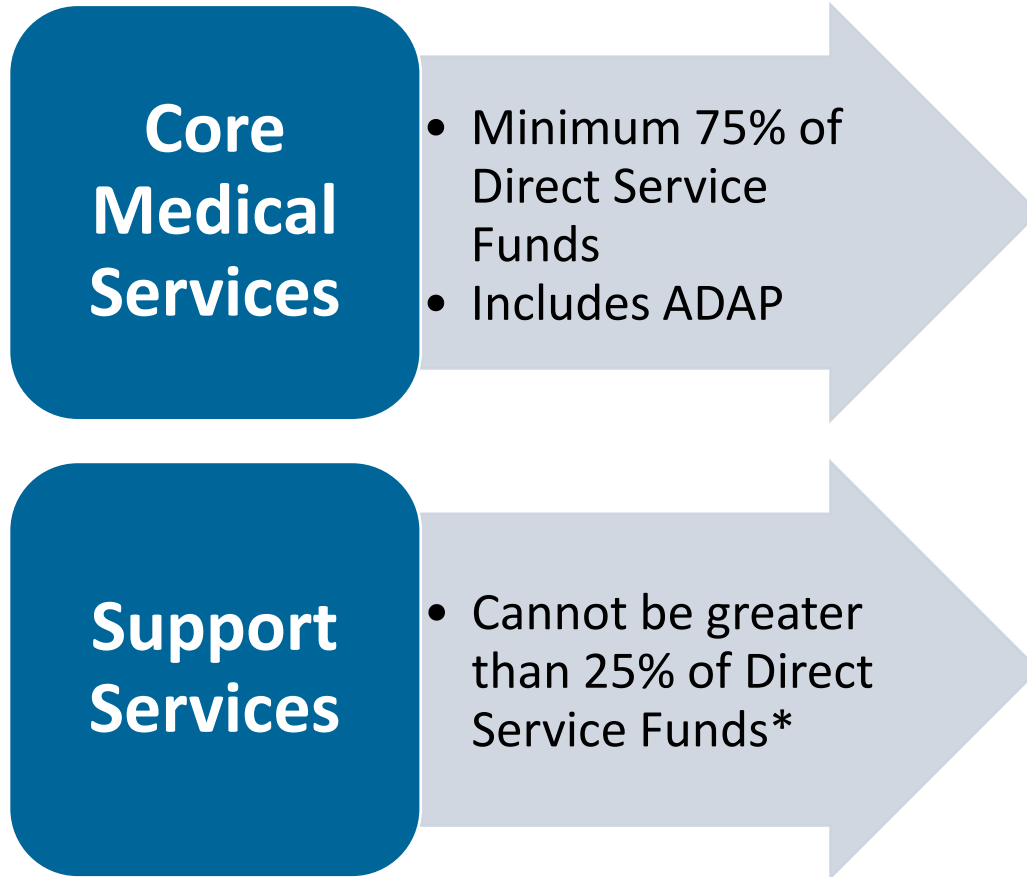 Core
Medical
Services
• Minimum 75% of
Direct Service
Funds
• Includes ADAP
Support
Services
• Cannot be greater
than 25% of Direct
Service Funds*